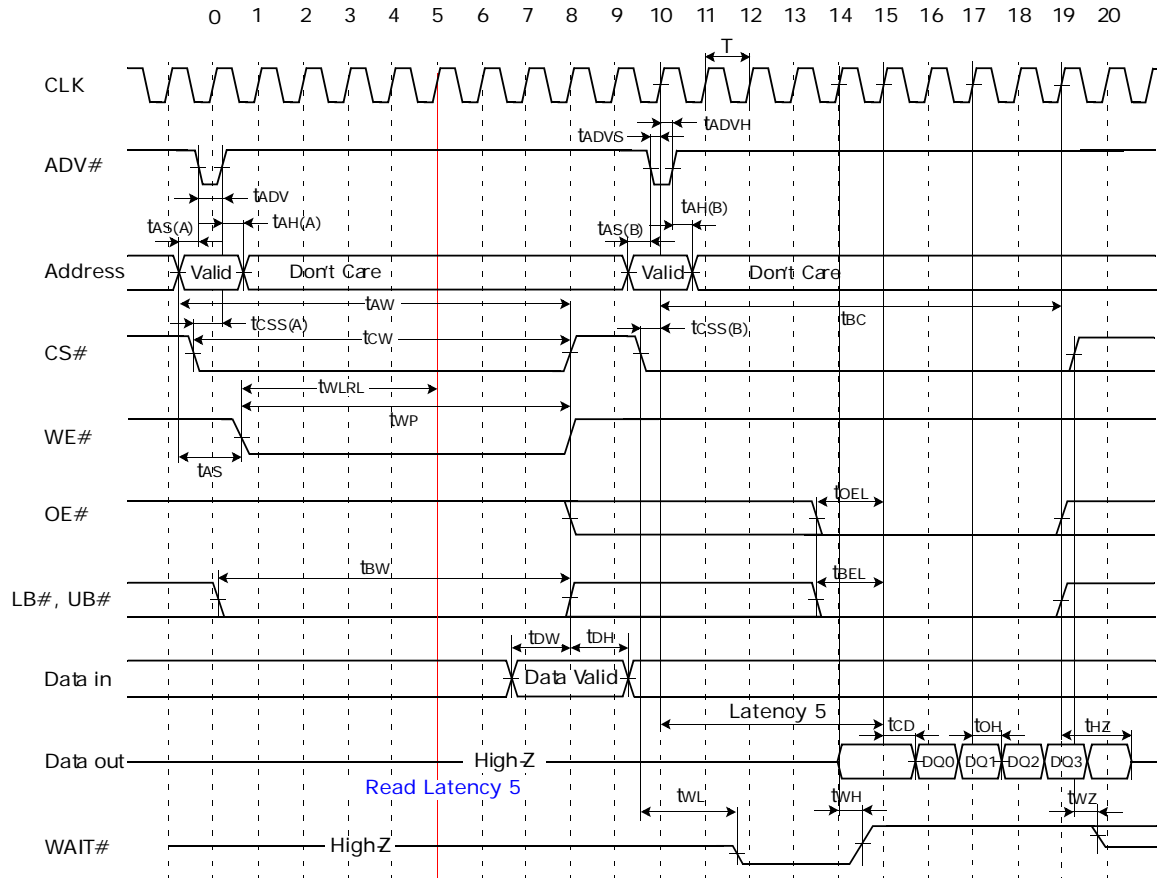 0 1 2 3 4 5 6 7 8 9 10 11 12 13 14 15 16 17 18 19 20
T
CLK
tADVH
tADVS
ADV#
tADV
tAH(B)
tAS(A) tAH(A) tAS(B)
Address Valid Don't Care Valid Don't Care
tAW
tBC
tCSS(A) tCW tCSS(B)
CS#
tWLRL
tWP
WE#
tAS
tOEL
OE#
tBW tBEL
LB#, UB#
tDW tDH
Data in Data Valid
Latency 5
tCD tOH tHZ
Data out High-Z DQ0 DQ1 DQ2 DQ3
Read Latency 5
tWL tWH tWZ
WAIT# High-Z